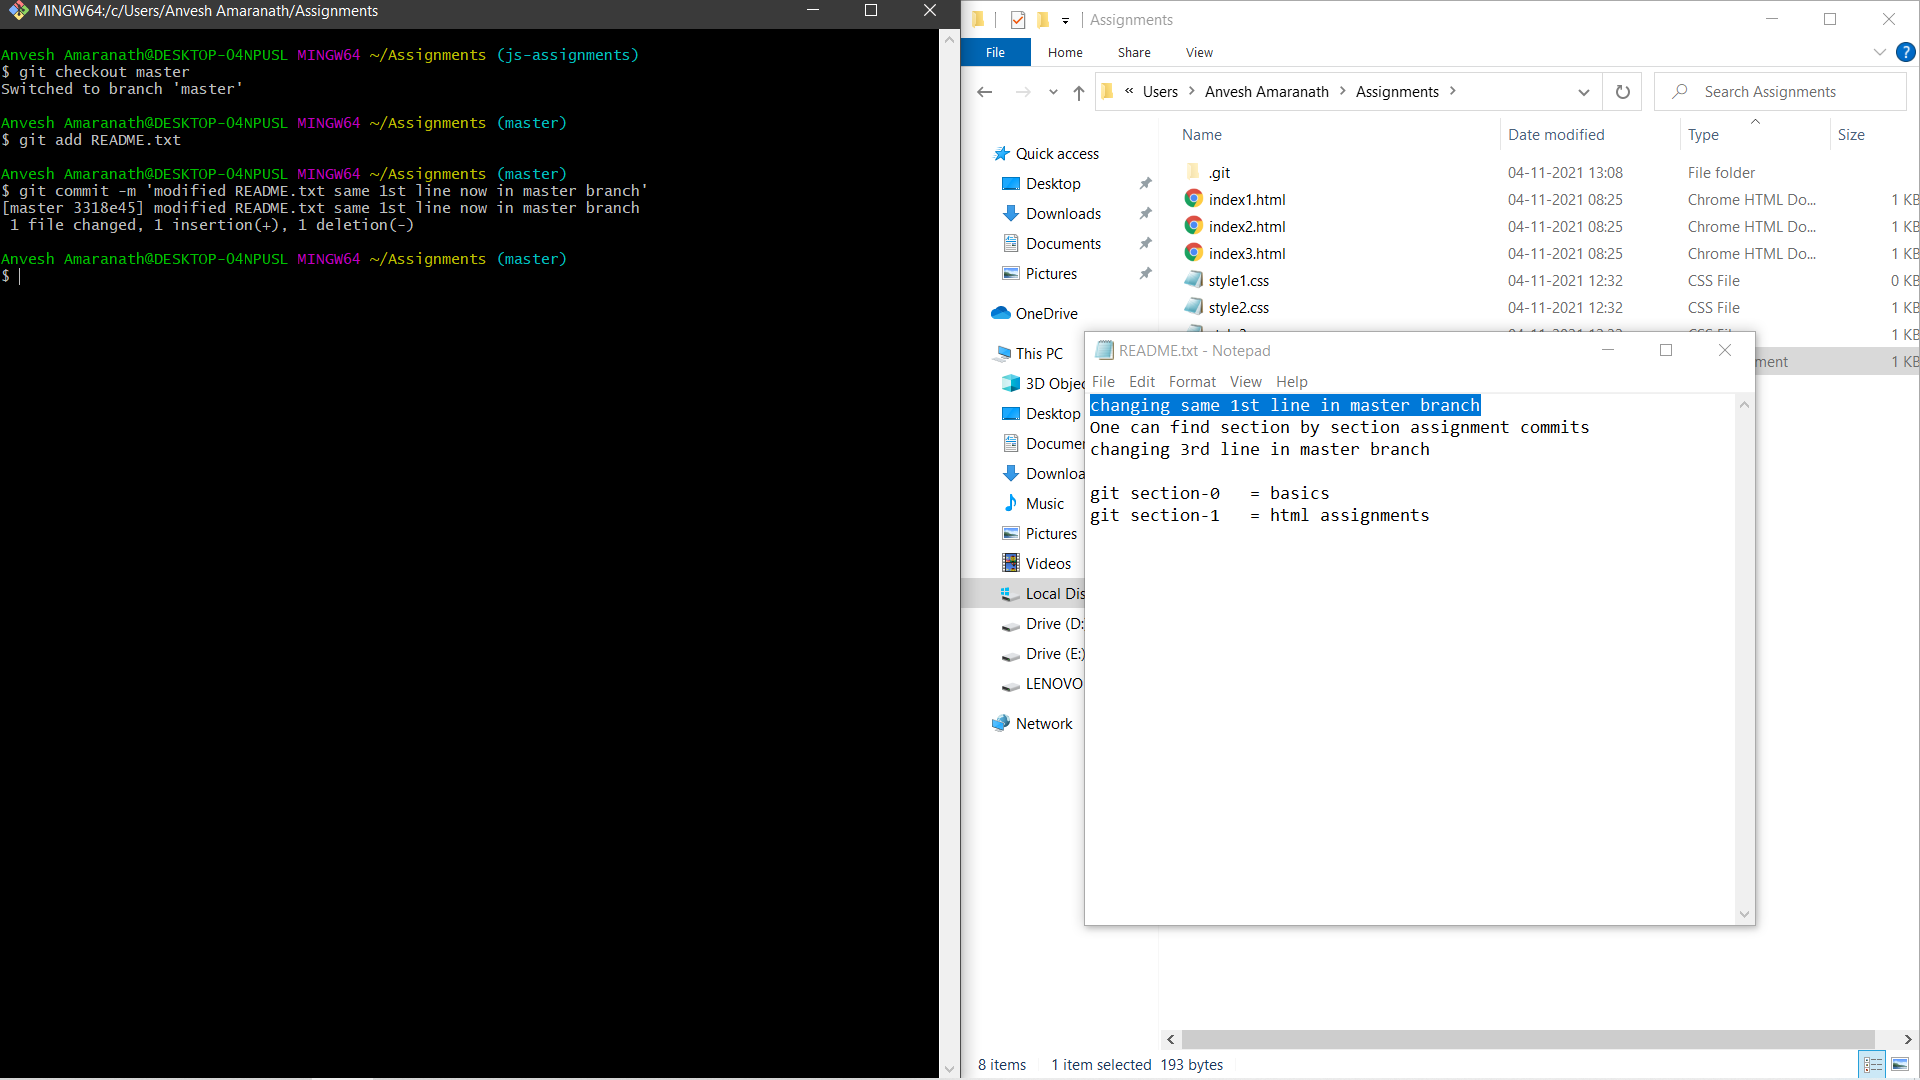 MINGW64:/c/Users/Anvesh Amaranath/Assignments
Anvesh Amaranath@DESKTOP-O4NPUSL MINGW64 ~/Assignments (js-assignments)
$ git checkout master
Switched to branch 'master'
Anvesh Amaranath@DESKTOP-O4NPUSL MINGW64 ~/Assignments (master)
$ git add README.txt
Anvesh Amaranath@DESKTOP-O4NPUSL MINGW64 ~/Assignments (master)
$ git commit -m 'modified README.txt same 1st line now in master branch'
[master 3318e45] modified README.txt same 1st line now in master branch
1 file changed, 1 insertion(+), 1 deletion(-)
Anvesh Amaranath@DESKTOP-O4NPUSL MINGW64 ~/Assignments (master)
$
Assignments
File Home Share View
« Users > Anvesh Amaranath > Assignments >
Search Assignments
Name Date modified Type Size
Quick access
Desktop
Downloads
Documents
Pictures
OneDrive
This PC
3D Objec
Desktop
Documen
Downloa
Music
Pictures
Videos
Local Dis
Drive (D:
Drive (E:)
LENOVO
Network
.git 04-11-2021 13:08 File folder
index1.html 04-11-2021 08:25 Chrome HTML Do... 1 KB
index2.html 04-11-2021 08:25 Chrome HTML Do... 1 KB
index3.html 04-11-2021 08:25 Chrome HTML Do... 1 KB
style1.css 04-11-2021 12:32 CSS File 0 KB
style2.css 04-11-2021 12:32 CSS File 1 KB
1 KB
ment 1 KB
README.txt - Notepad
File Edit Format View Help
changing same 1st line in master branch
One can find section by section assignment commits
changing 3rd line in master branch
git section-0 = basics
git section-1 = html assignments
8 items 1 item selected 193 bytes